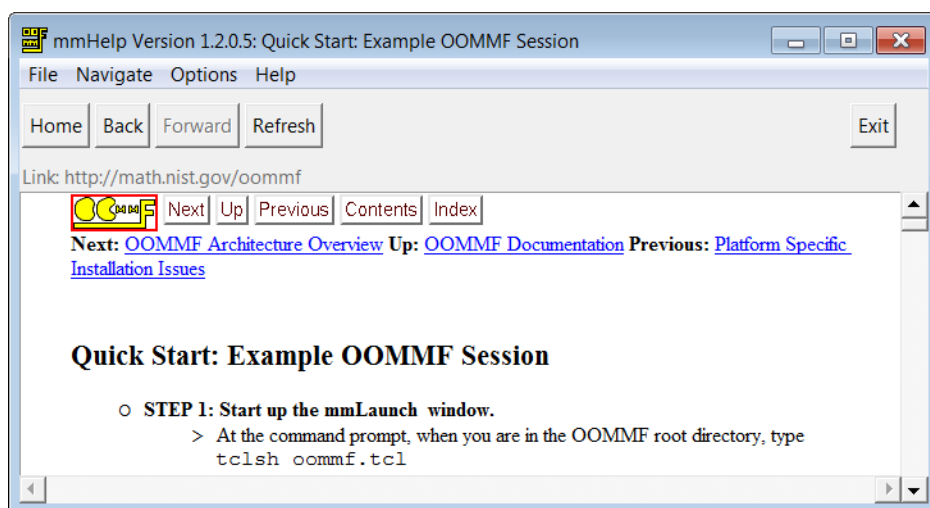 mmHelp Version 1.2.0.5: Quick Start: Example OOMMF Session
File Navigate Options Help
Home Back Forward Refresh Exit
Link: http://math.nist.gov/oommf
OOMMF Next Up Previous Contents Index
Next: OOMMF Architecture Overview Up: OOMMF Documentation Previous: Platform Specific
Installation Issues
Quick Start: Example OOMMF Session
STEP 1: Start up the mmLaunch window.
> At the command prompt, when you are in the OOMMF root directory, type
tclsh oommf.tcl